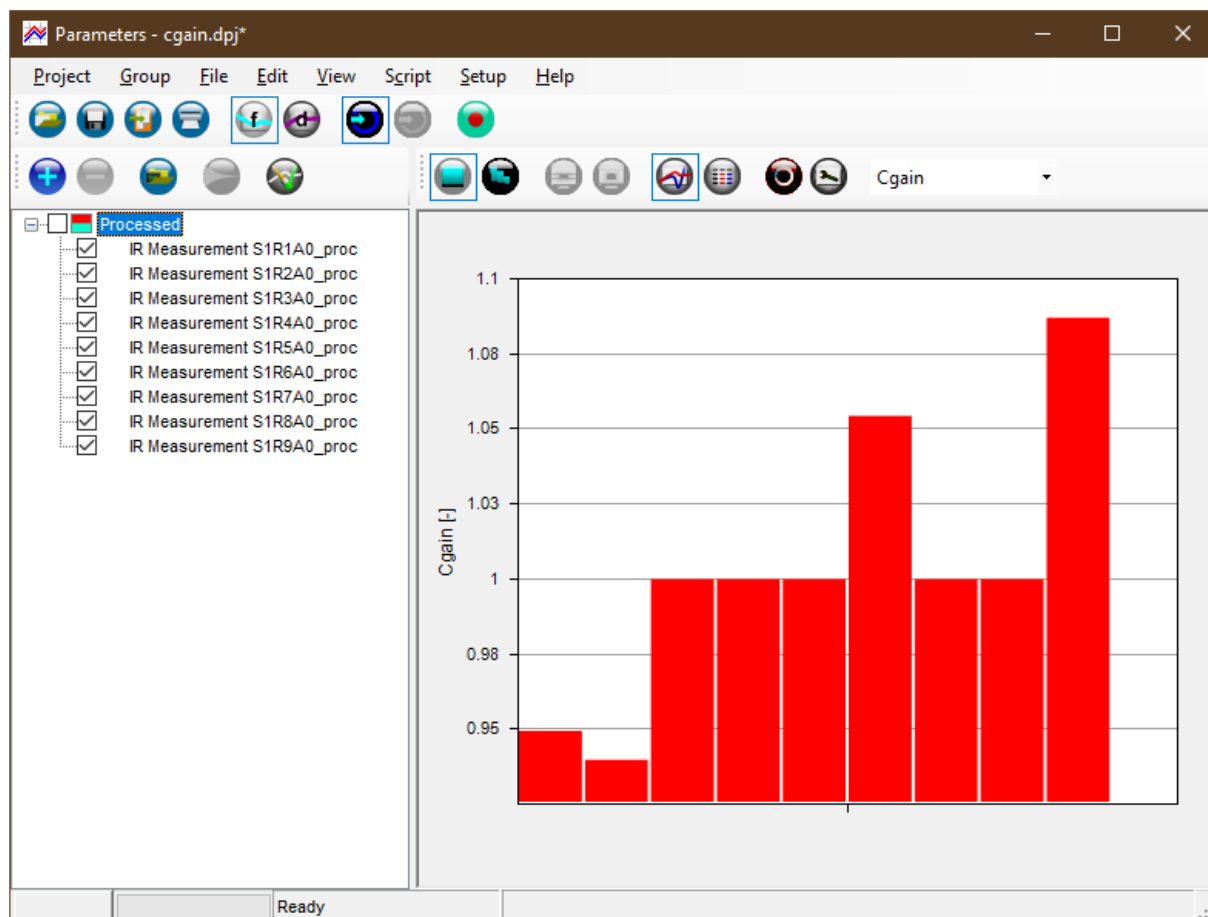 Parameters - cgain.dpj*
Project Group File Edit View Script Setup Help
f d
Cgain
Processed
IR Measurement S1R1A0_proc
IR Measurement S1R2A0_proc
IR Measurement S1R3A0_proc
IR Measurement S1R4A0_proc
IR Measurement S1R5A0_proc
IR Measurement S1R6A0_proc
IR Measurement S1R7A0_proc
IR Measurement S1R8A0_proc
IR Measurement S1R9A0_proc
1.1
1.08
1.05
1.03
1
0.98
0.95
Cgain [-]
Ready